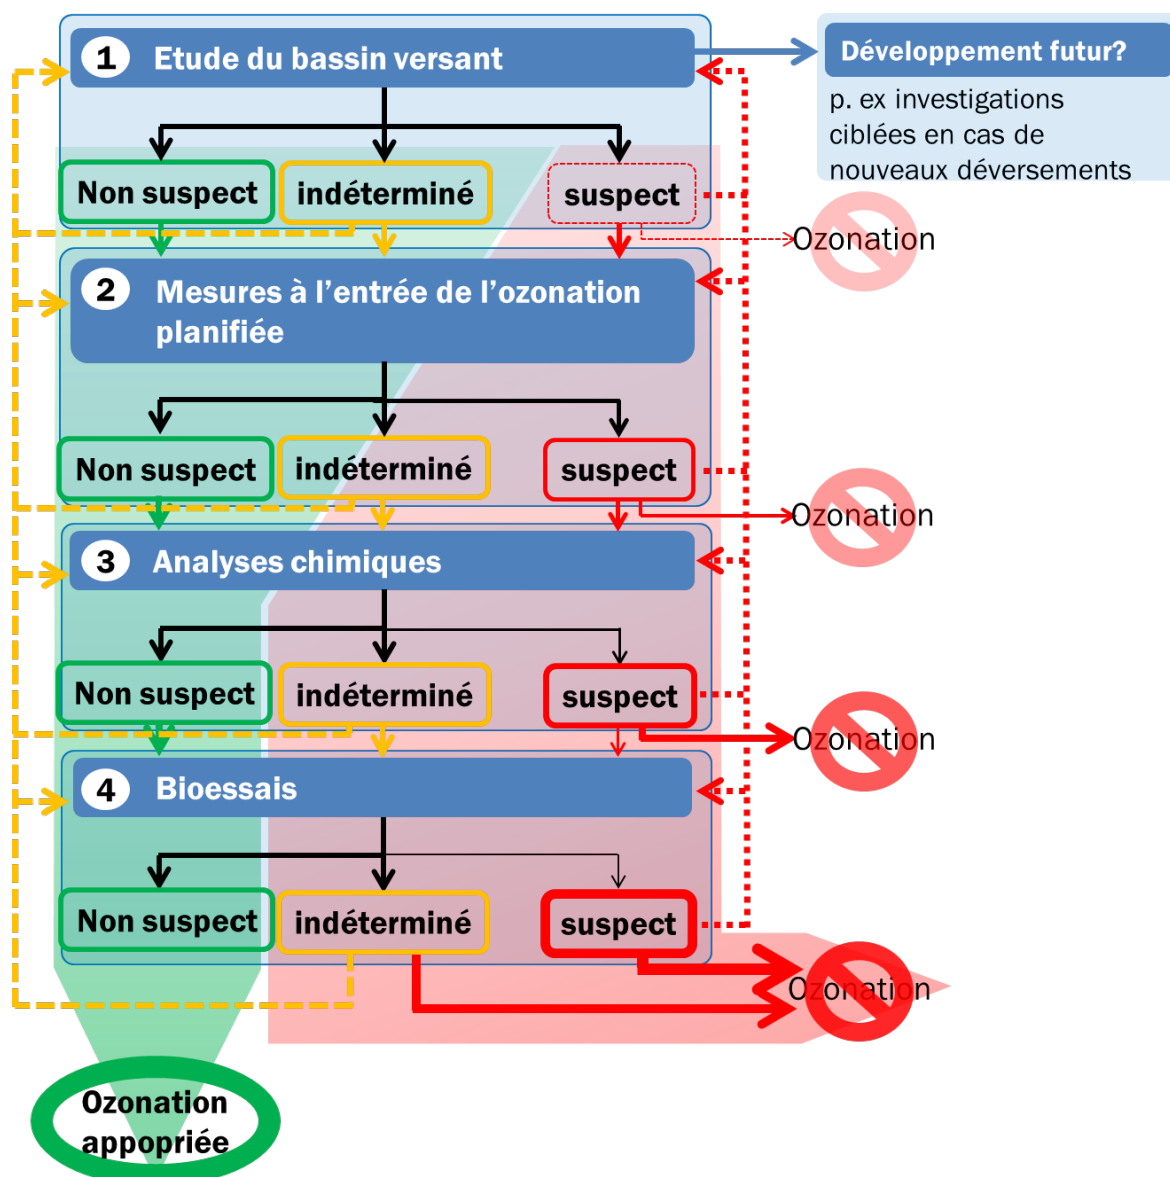 1 Etude du bassin versant
Développement futur?
p. ex investigations
ciblées en cas de
nouveaux déversements
Non suspect
indéterminé
suspect
Ozonation
2 Mesures à l’entrée de l’ozonation
planifiée
Non suspect
indéterminé
suspect
Ozonation
3 Analyses chimiques
Non suspect
indéterminé
suspect
Ozonation
4 Bioessais
Non suspect
indéterminé
suspect
Ozonation
Ozonation
appopriée